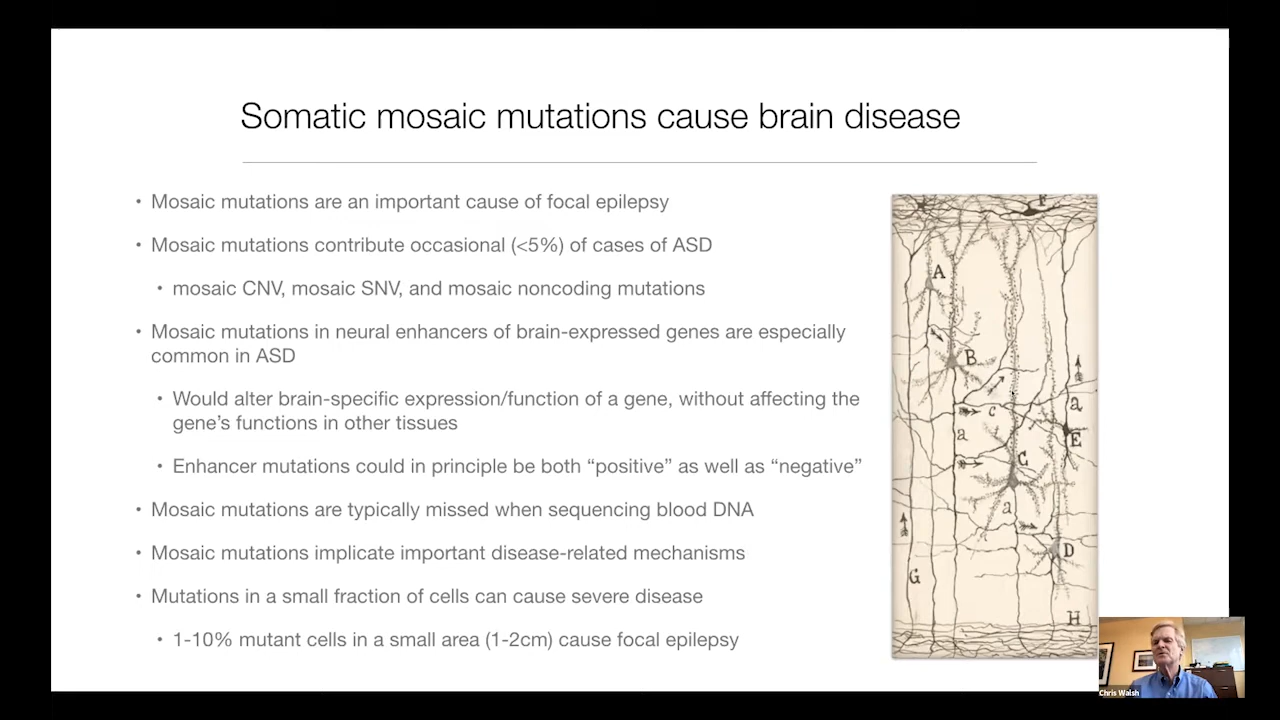 Somatic mosaic mutations cause brain disease
• Mosaic mutations are an important cause of focal epilepsy
• Mosaic mutations contribute occasional (<5%) of cases of ASD
• mosaic CNV, mosaic SNV, and mosaic noncoding mutations
• Mosaic mutations in neural enhancers of brain-expressed genes are especially
common in ASD
• Would alter brain-specific expression/function of a gene, without affecting the
gene's functions in other tissues
• Enhancer mutations could in principle be both “positive” as well as “negative”
• Mosaic mutations are typically missed when sequencing blood DNA
• Mosaic mutations implicate important disease-related mechanisms
• Mutations in a small fraction of cells can cause severe disease
• 1-10% mutant cells in a small area (1-2cm) cause focal epilepsy
F
A
B
c
a
a
E
C
a
D
G
H
Chris Walsh